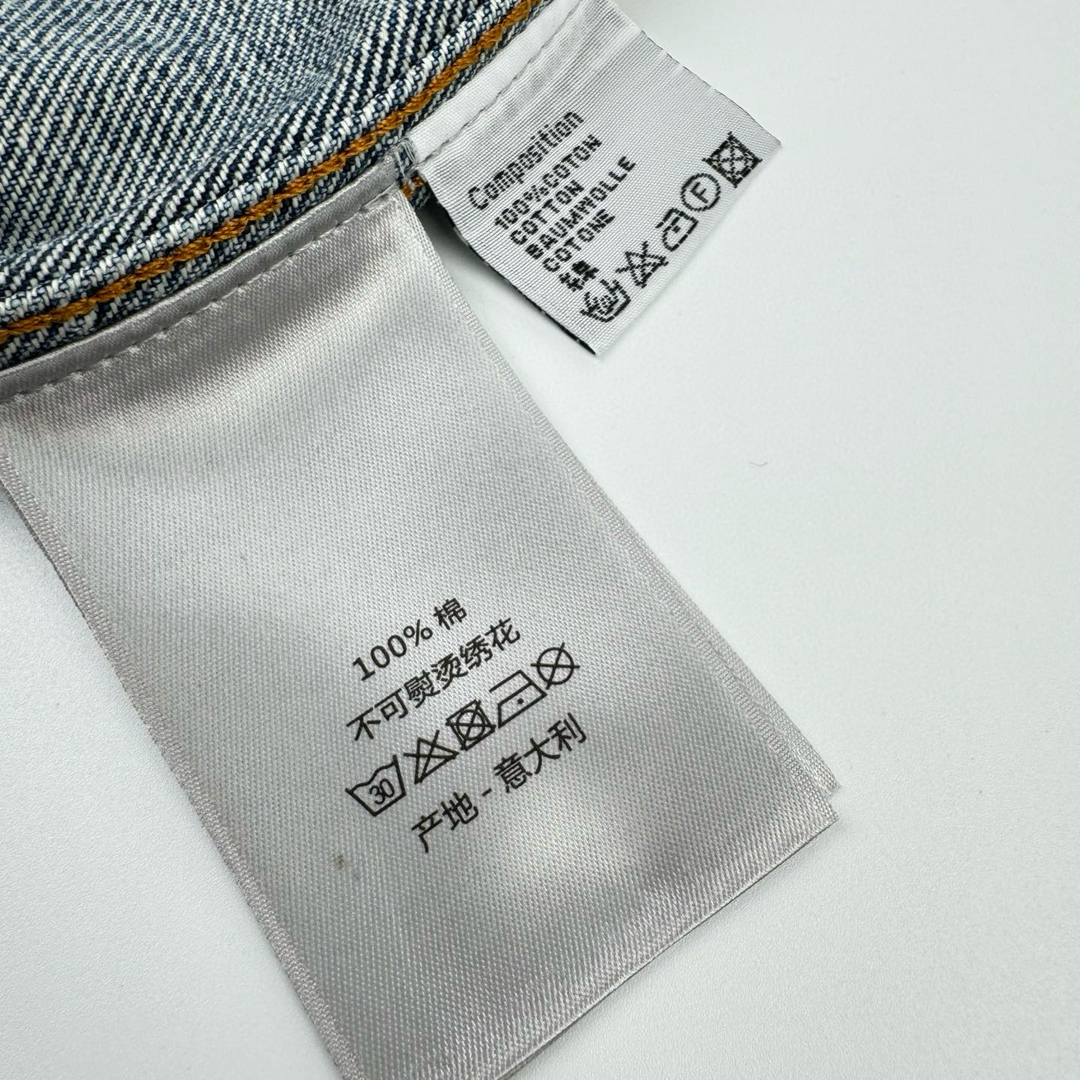 Composition
100%COTON
COTTON
BAUMWOLLE
COTONE
F
100% 棉
不可熨烫绣花
30
产地 - 意大利